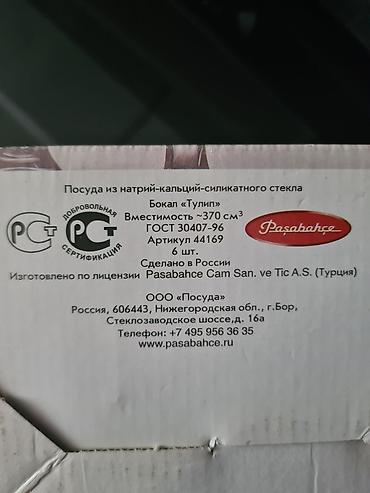 Посуда из натрий-кальций-силикатного стекла
Бокал «Тулип»
Вместимость ~370 см³
ГОСТ 30407-96
Артикул 44169
6 шт.
Сделано в России
Изготовлено по лицензии Pasabahce Cam San. ve Tic A.S. (Турция)
РСТ
ДОБРОВОЛЬНАЯ
РСТ
СЕРТИФИКАЦИЯ
Paşabahçe
ООО «Посуда»
Россия, 606443, Нижегородская обл., г.Бор,
Стеклозаводское шоссе,д. 16а
Телефон: +7 495 956 36 35
www.pasabahce.ru